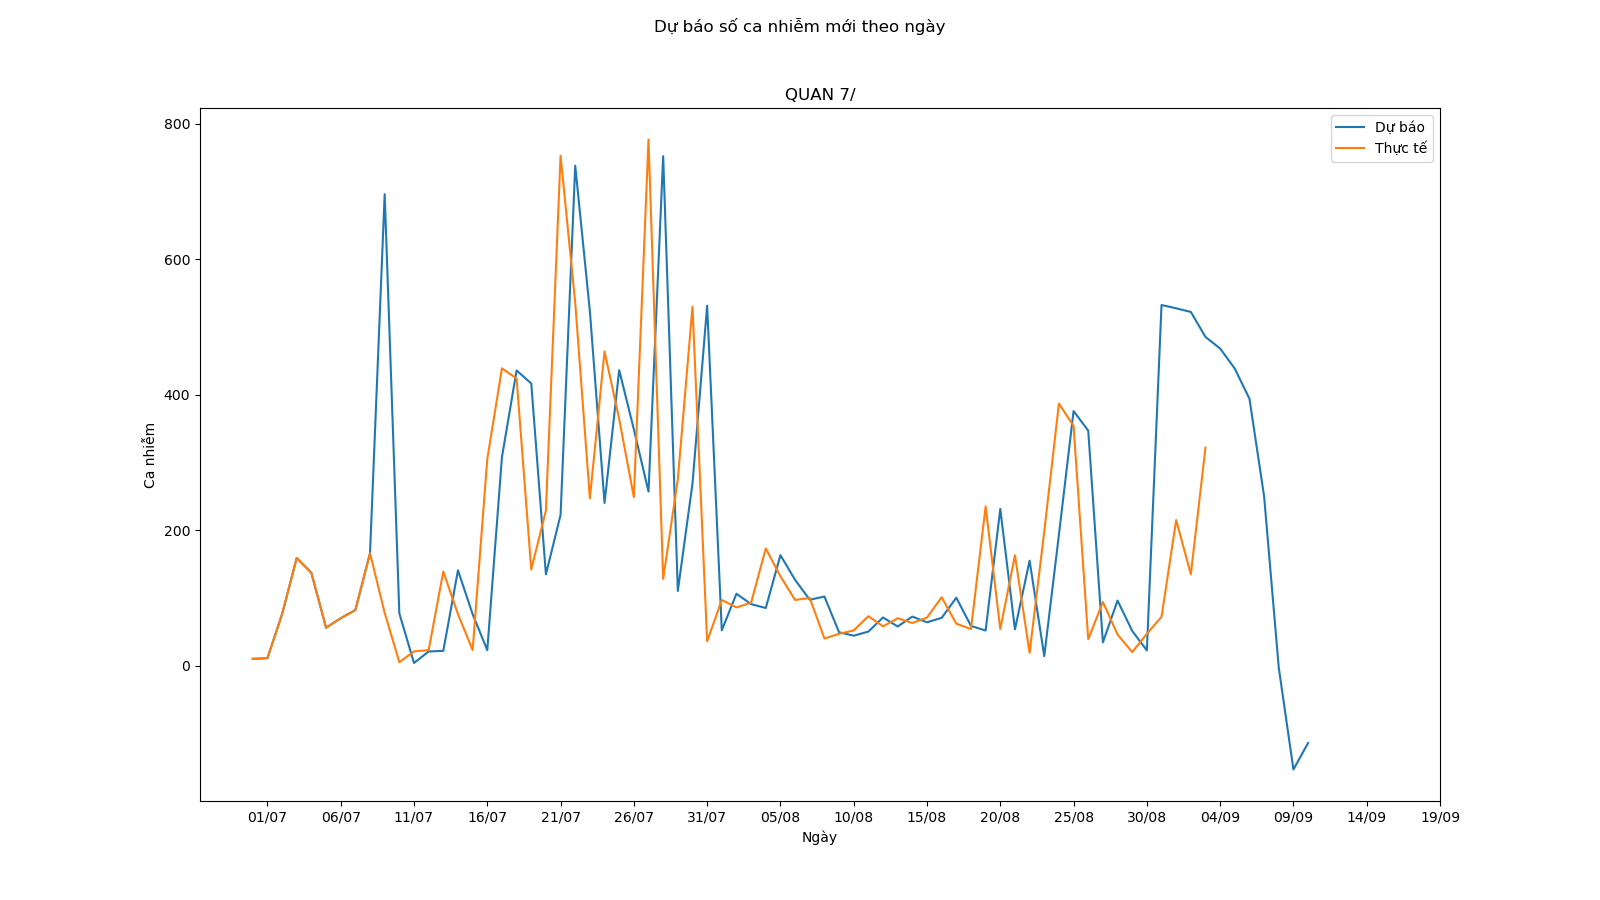 Dự báo số ca nhiễm mới theo ngày
QUAN 7/
Dự báo
Thực tế
800
600
400
200
0
Ca nhiễm
01/07 06/07 11/07 16/07 21/07 26/07 31/07 05/08 10/08 15/08 20/08 25/08 30/08 04/09 09/09 14/09 19/09
Ngày